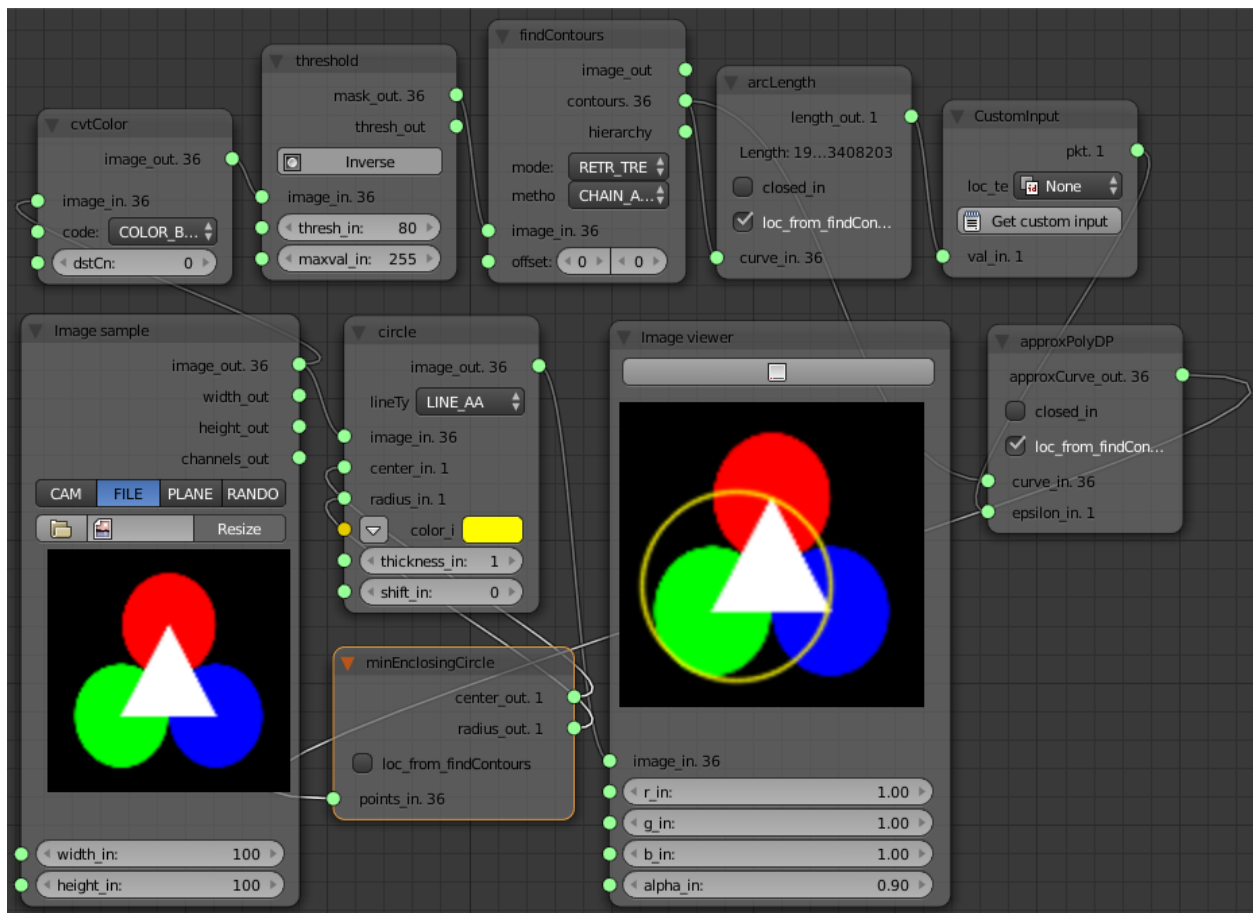 cvtColor
image_out. 36
image_in. 36
code: COLOR_B...
dstCn: 0
threshold
mask_out. 36
thresh_out
Inverse
image_in. 36
thresh_in: 80
maxval_in: 255
findContours
image_out
contours. 36
hierarchy
mode: RETR_TRE
metho CHAIN_A...
image_in. 36
offset: 0 0
arcLength
length_out. 1
Length: 19...3408203
closed_in
loc_from_findCon...
curve_in. 36
CustomInput
pkt. 1
loc_te None
Get custom input
val_in. 1
Image sample
image_out. 36
width_out
height_out
channels_out
CAM FILE PLANE RANDO
Resize
width_in: 100
height_in: 100
circle
image_out. 36
lineTy LINE_AA
image_in. 36
center_in. 1
radius_in. 1
color_i
thickness_in: 1
shift_in: 0
minEnclosingCircle
center_out. 1
radius_out. 1
loc_from_findContours
points_in. 36
Image viewer
image_in. 36
r_in: 1.00
g_in: 1.00
b_in: 1.00
alpha_in: 0.90
approxPolyDP
approxCurve_out. 36
closed_in
loc_from_findCon...
curve_in. 36
epsilon_in. 1